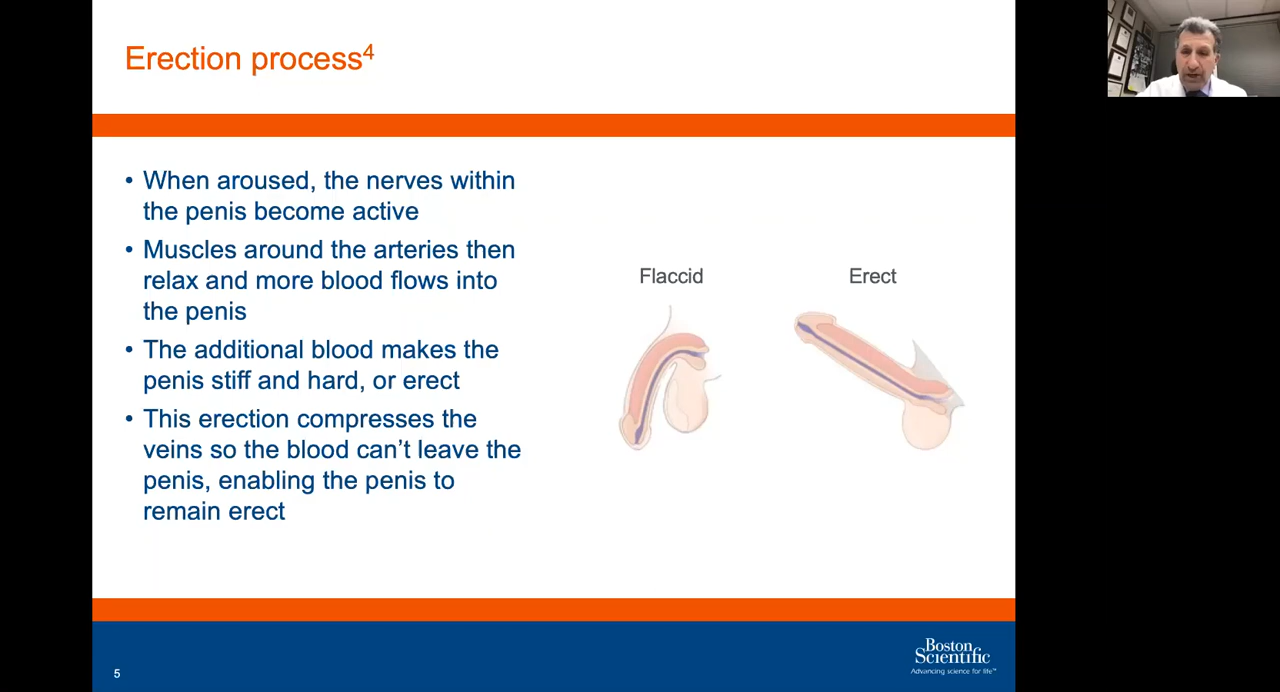 Erection process4
• When aroused, the nerves within
the penis become active
• Muscles around the arteries then
relax and more blood flows into
the penis
• The additional blood makes the
penis stiff and hard, or erect
• This erection compresses the
veins so the blood can’t leave the
penis, enabling the penis to
remain erect
Flaccid
Erect
5
Boston
Scientific
Advancing science for life™